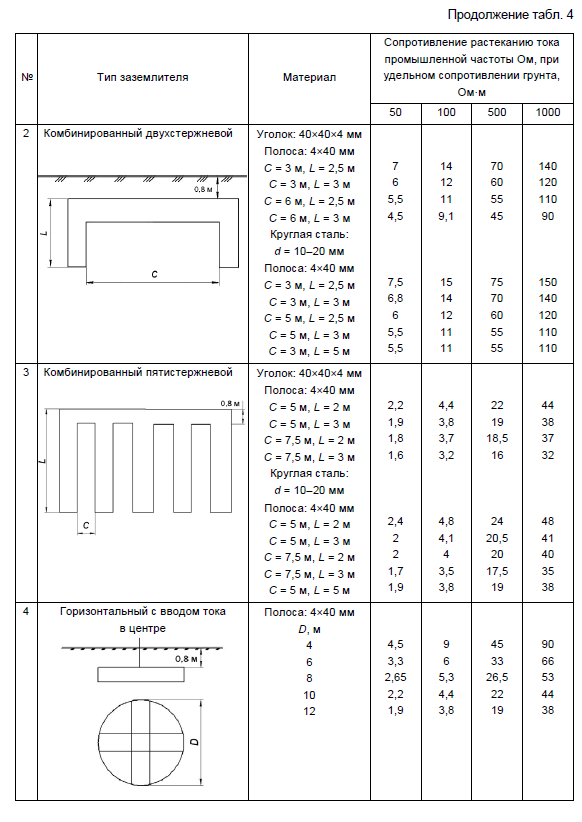 Продолжение табл. 4
№
Тип заземлителя
Материал
Сопротивление растеканию тока
промышленной частоты Ом, при
удельном сопротивлении грунта,
Ом·м
50 100 500 1000
2 Комбинированный двухстержневой
0,8 м
L
C
Уголок: 40×40×4 мм
Полоса: 4×40 мм
C = 3 м, L = 2,5 м 7 14 70 140
C = 3 м, L = 3 м 6 12 60 120
C = 6 м, L = 2,5 м 5,5 11 55 110
C = 6 м, L = 3 м 4,5 9,1 45 90
Круглая сталь:
d = 10–20 мм
Полоса: 4×40 мм
C = 3 м, L = 2,5 м 7,5 15 75 150
C = 3 м, L = 3 м 6,8 14 70 140
C = 5 м, L = 2,5 м 6 12 60 120
C = 5 м, L = 3 м 5,5 11 55 110
C = 3 м, L = 5 м 5,5 11 55 110
3 Комбинированный пятистержневой
0,8 м
L
C
Уголок: 40×40×4 мм
Полоса: 4×40 мм
C = 5 м, L = 2 м 2,2 4,4 22 44
C = 5 м, L = 3 м 1,9 3,8 19 38
C = 7,5 м, L = 2 м 1,8 3,7 18,5 37
C = 7,5 м, L = 3 м 1,6 3,2 16 32
Круглая сталь:
d = 10–20 мм
Полоса: 4×40 мм
C = 5 м, L = 2 м 2,4 4,8 24 48
C = 5 м, L = 3 м 2 4,1 20,5 41
C = 7,5 м, L = 2 м 2 4 20 40
C = 7,5 м, L = 3 м 1,7 3,5 17,5 35
C = 5 м, L = 5 м 1,9 3,8 19 38
4 Горизонтальный с вводом тока
в центре
0,8 м
D
Полоса: 4×40 мм
D, м
4 4,5 9 45 90
6 3,3 6 33 66
8 2,65 5,3 26,5 53
10 2,2 4,4 22 44
12 1,9 3,8 19 38